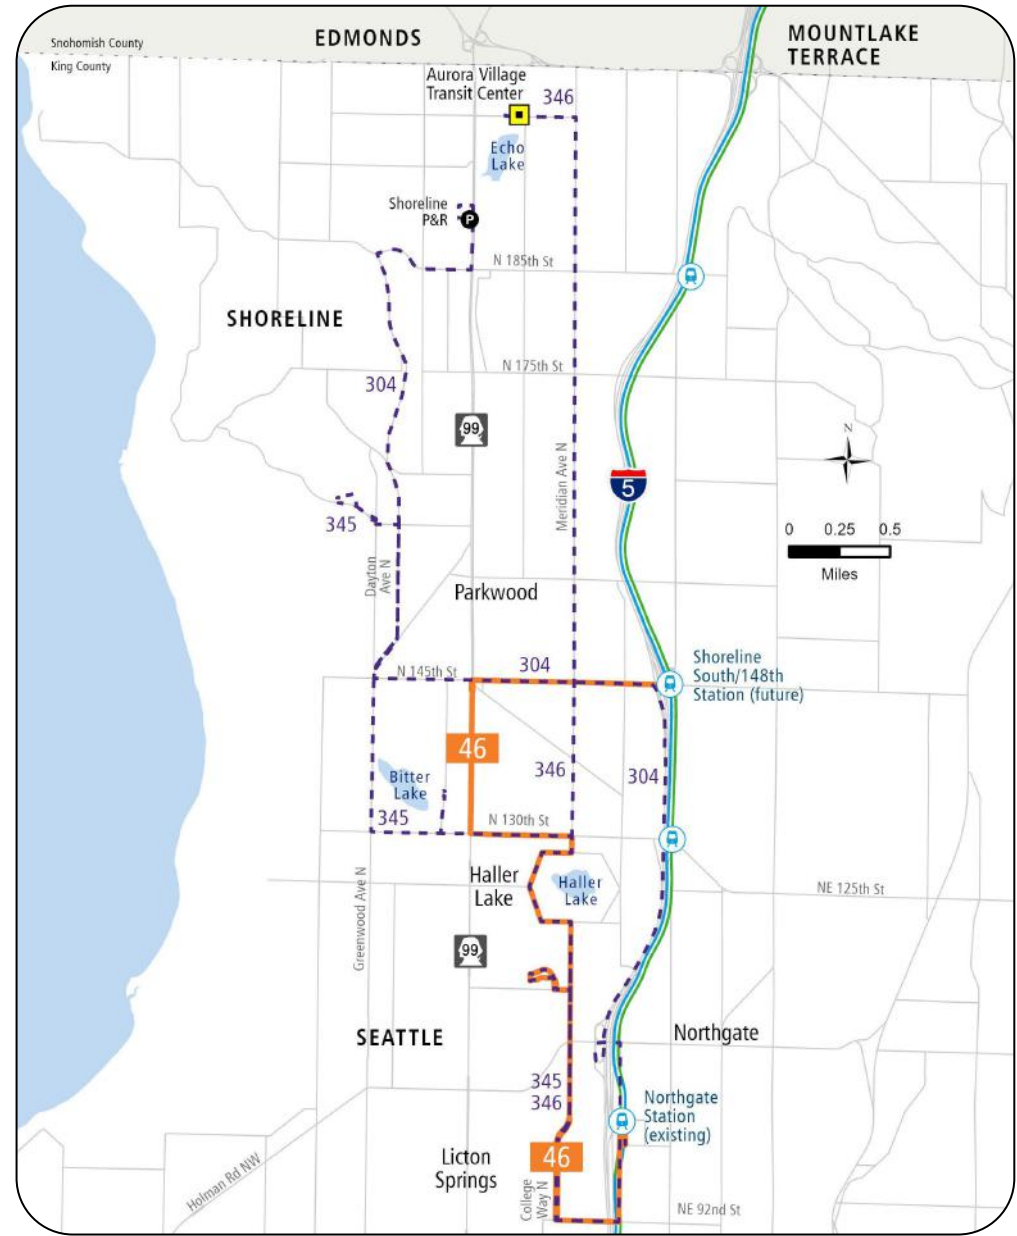 Snohomish County
King County
EDMONDS
MOUNTLAKE
TERRACE
Aurora Village
Transit Center
346
Echo
Lake
Shoreline
P&R
P
N 185th St
SHORELINE
N 175th St
304
99
N
Meridian Ave N
5
345
0 0.25 0.5
Miles
Dayton
Ave N
Parkwood
N 145th St
304
Shoreline
South/148th
Station (future)
46
Bitter
Lake
346
304
345
N 130th St
Haller
Lake
Haller
Lake
NE 125th St
Greenwood Ave N
99
SEATTLE
Northgate
345
346
Northgate
Station
(existing)
46
Licton
Springs
College
Way N
Holman Rd NW
NE 92nd St